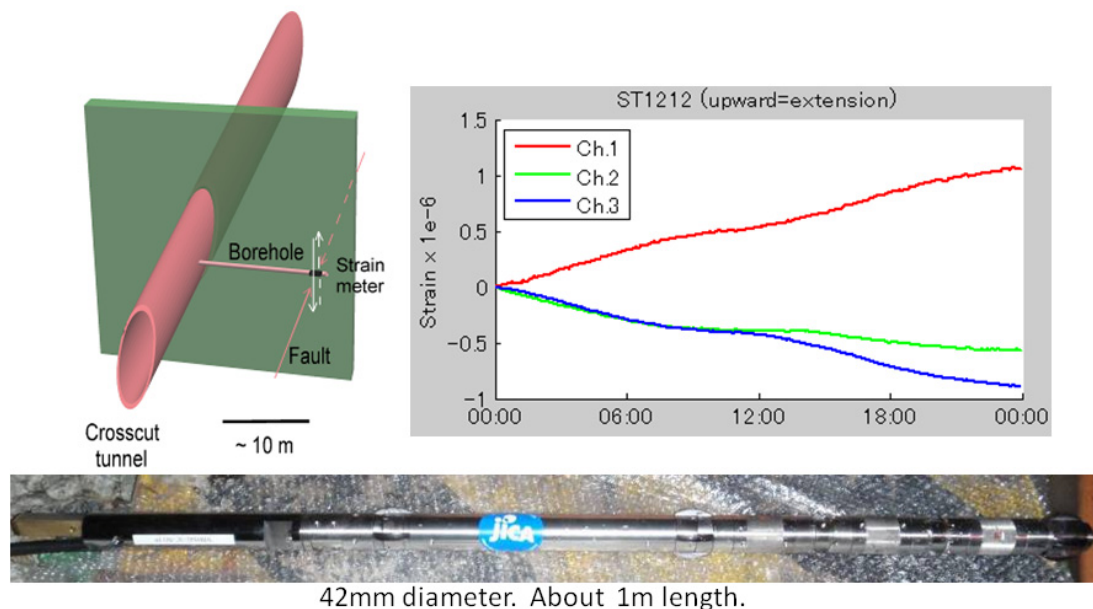 Borehole
Strain
meter
Fault
Crosscut
tunnel
~ 10 m
ST1212 (upward=extension)
Strain × 1e-6
1.5
1
0.5
0
-0.5
-1
Ch.1
Ch.2
Ch.3
00:00
06:00
12:00
18:00
00:00
jICA
42mm diameter. About 1m length.